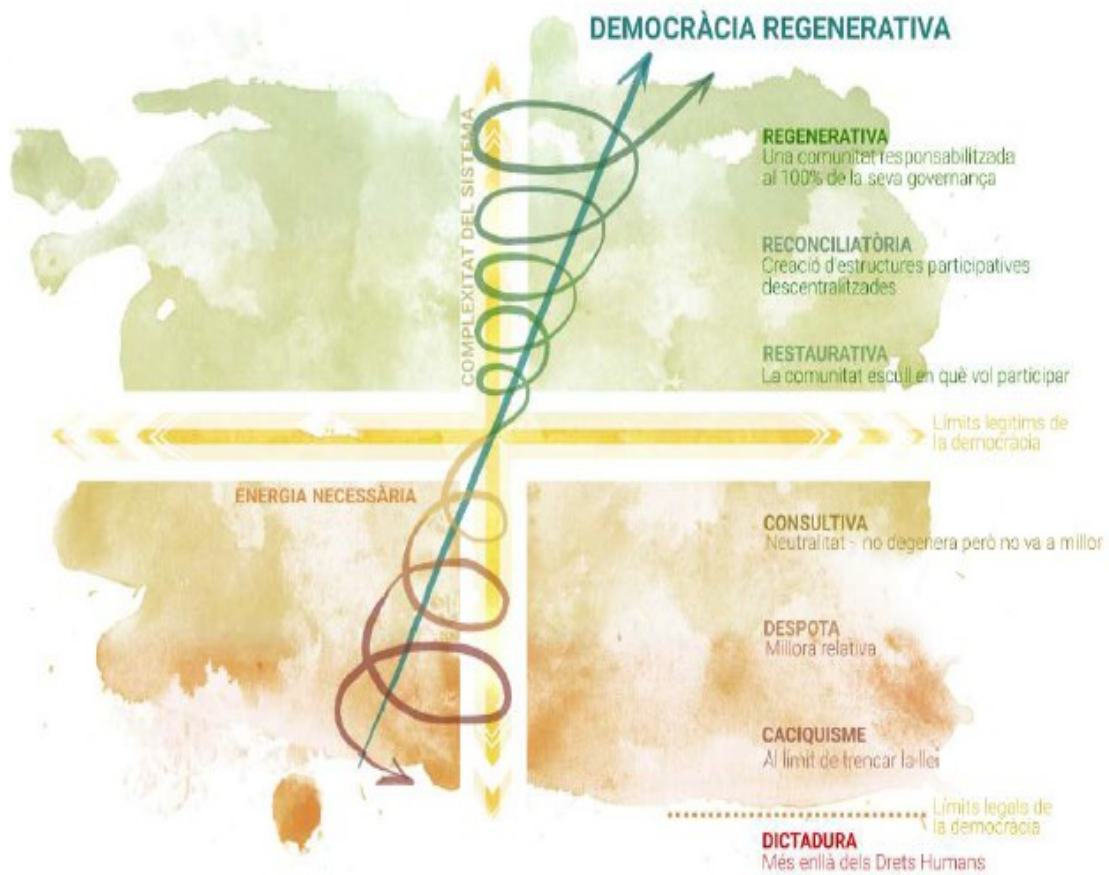 DEMOCRÀCIA REGENERATIVA
COMPLEXITAT DEL SISTEMA
REGENERATIVA
Una comunitat responsabilitzada
al 100% de la seva governança
RECONCILIATÒRIA
Creació d'estructures participatives
descentralitzades
RESTAURATIVA
La comunitat escull en què vol participar
Límits legítims de
la democràcia
ENERGIA NECESSÀRIA
CONSULTIVA
Neutralitat - no degenera però no va a millor
DESPOTA
Millora relativa
CACIQUISME
Al límit de trencar la llei
Límits legals de
la democràcia
DICTADURA
Més enllà dels Drets Humans